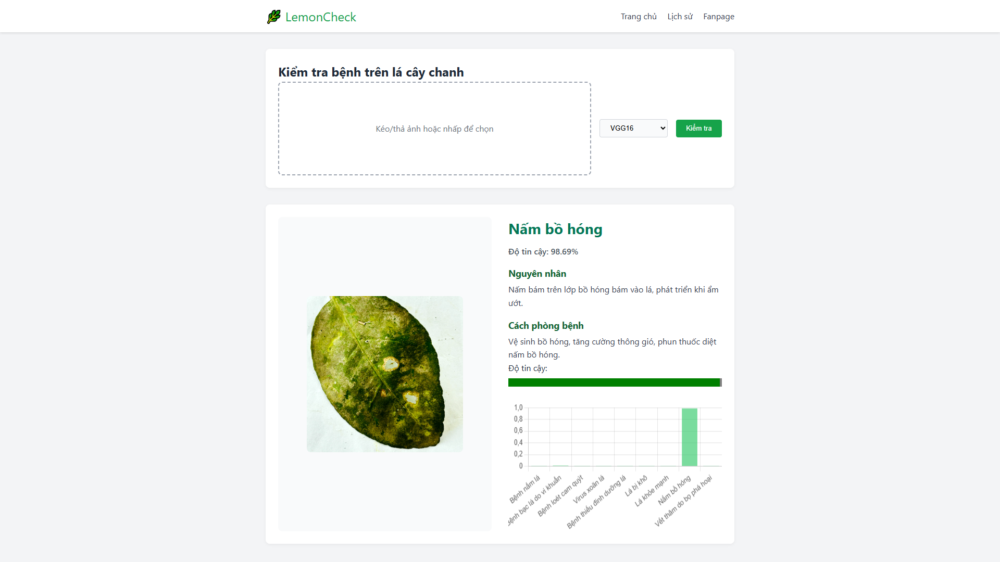 LemonCheck
Trang chủ
Lịch sử
Fanpage
Kiểm tra bệnh trên lá cây chanh
Kéo/thả ảnh hoặc nhấp để chọn
VGG16
Kiểm tra
Nấm bồ hóng
Độ tin cậy: 98.69%
Nguyên nhân
Nấm bám trên lớp bồ hóng bám vào lá, phát triển khi ẩm
ướt.
Cách phòng bệnh
Vệ sinh bồ hóng, tăng cường thông gió, phun thuốc diệt
nấm bồ hóng.
Độ tin cậy:
1,0
0,8
0,6
0,4
0,2
0
Bệnh nấm lá
Bệnh bạc lá do vi khuẩn
Bệnh loét cam quýt
Virus xoăn lá
Bệnh thiếu dinh dưỡng lá
Lá bị khô
Lá khỏe mạnh
Nấm bồ hóng
Vết thâm do bọ phá hoại